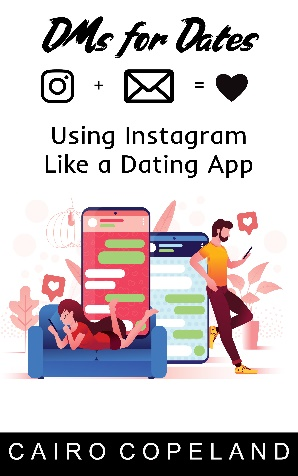 DMs for Dates
+ =
Using Instagram
Like a Dating App
CAIRO COPELAND